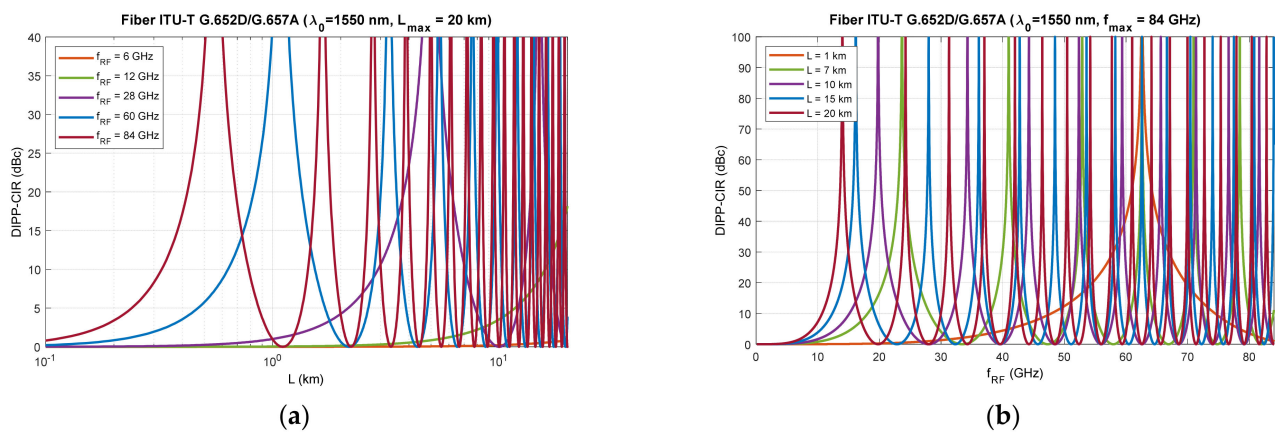 Fiber ITU-T G.652D/G.657A (λ0=1550 nm, Lmax = 20 km)
40
35
30
25
20
15
10
5
0
DIPP-CIR (dBc)
fRF = 6 GHz
fRF = 12 GHz
fRF = 28 GHz
fRF = 60 GHz
fRF = 84 GHz
10-1
100
101
L (km)
(a)
Fiber ITU-T G.652D/G.657A (λ0=1550 nm, fmax = 84 GHz)
100
90
80
70
60
50
40
30
20
10
0
DIPP-CIR (dBc)
L = 1 km
L = 7 km
L = 10 km
L = 15 km
L = 20 km
0 10 20 30 40 50 60 70 80
fRF (GHz)
(b)